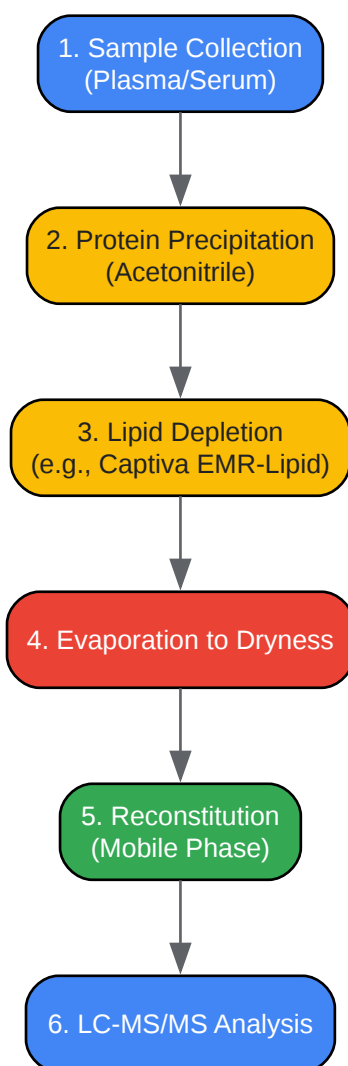 1. Sample Collection
(Plasma/Serum)
2. Protein Precipitation
(Acetonitrile)
3. Lipid Depletion
(e.g., Captiva EMR-Lipid)
4. Evaporation to Dryness
5. Reconstitution
(Mobile Phase)
6. LC-MS/MS Analysis